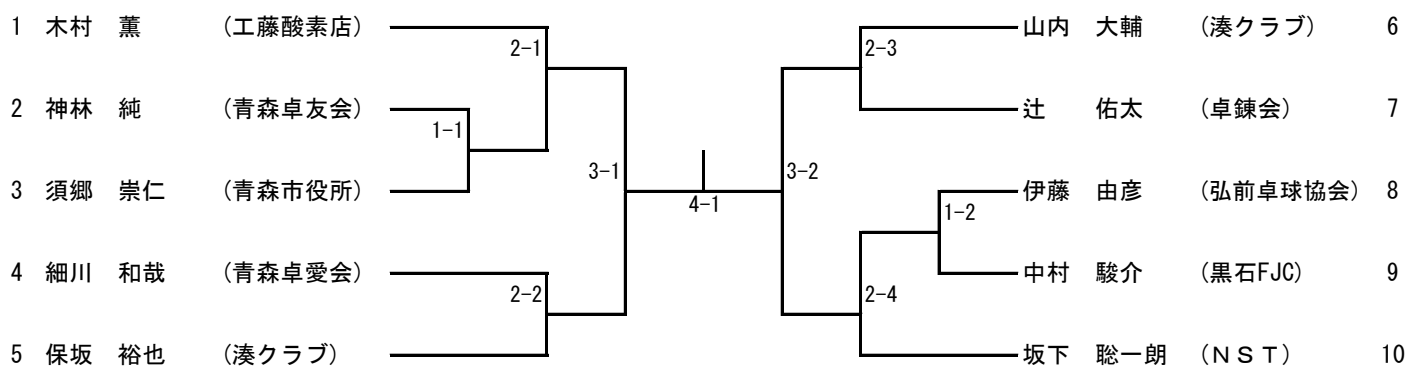 1 木村 薫 (工藤酸素店) 山内 大輔 (湊クラブ) 6
2-1 2-3
2 神林 純 (青森卓友会) 辻 佑太 (卓錬会) 7
1-1
3-1 3-2
3 須郷 崇仁 (青森市役所) 伊藤 由彦 (弘前卓球協会) 8
4-1 1-2
4 細川 和哉 (青森卓愛会) 中村 駿介 (黒石FJC) 9
2-2 2-4
5 保坂 裕也 (湊クラブ) 坂下 聡一朗 (NST) 10